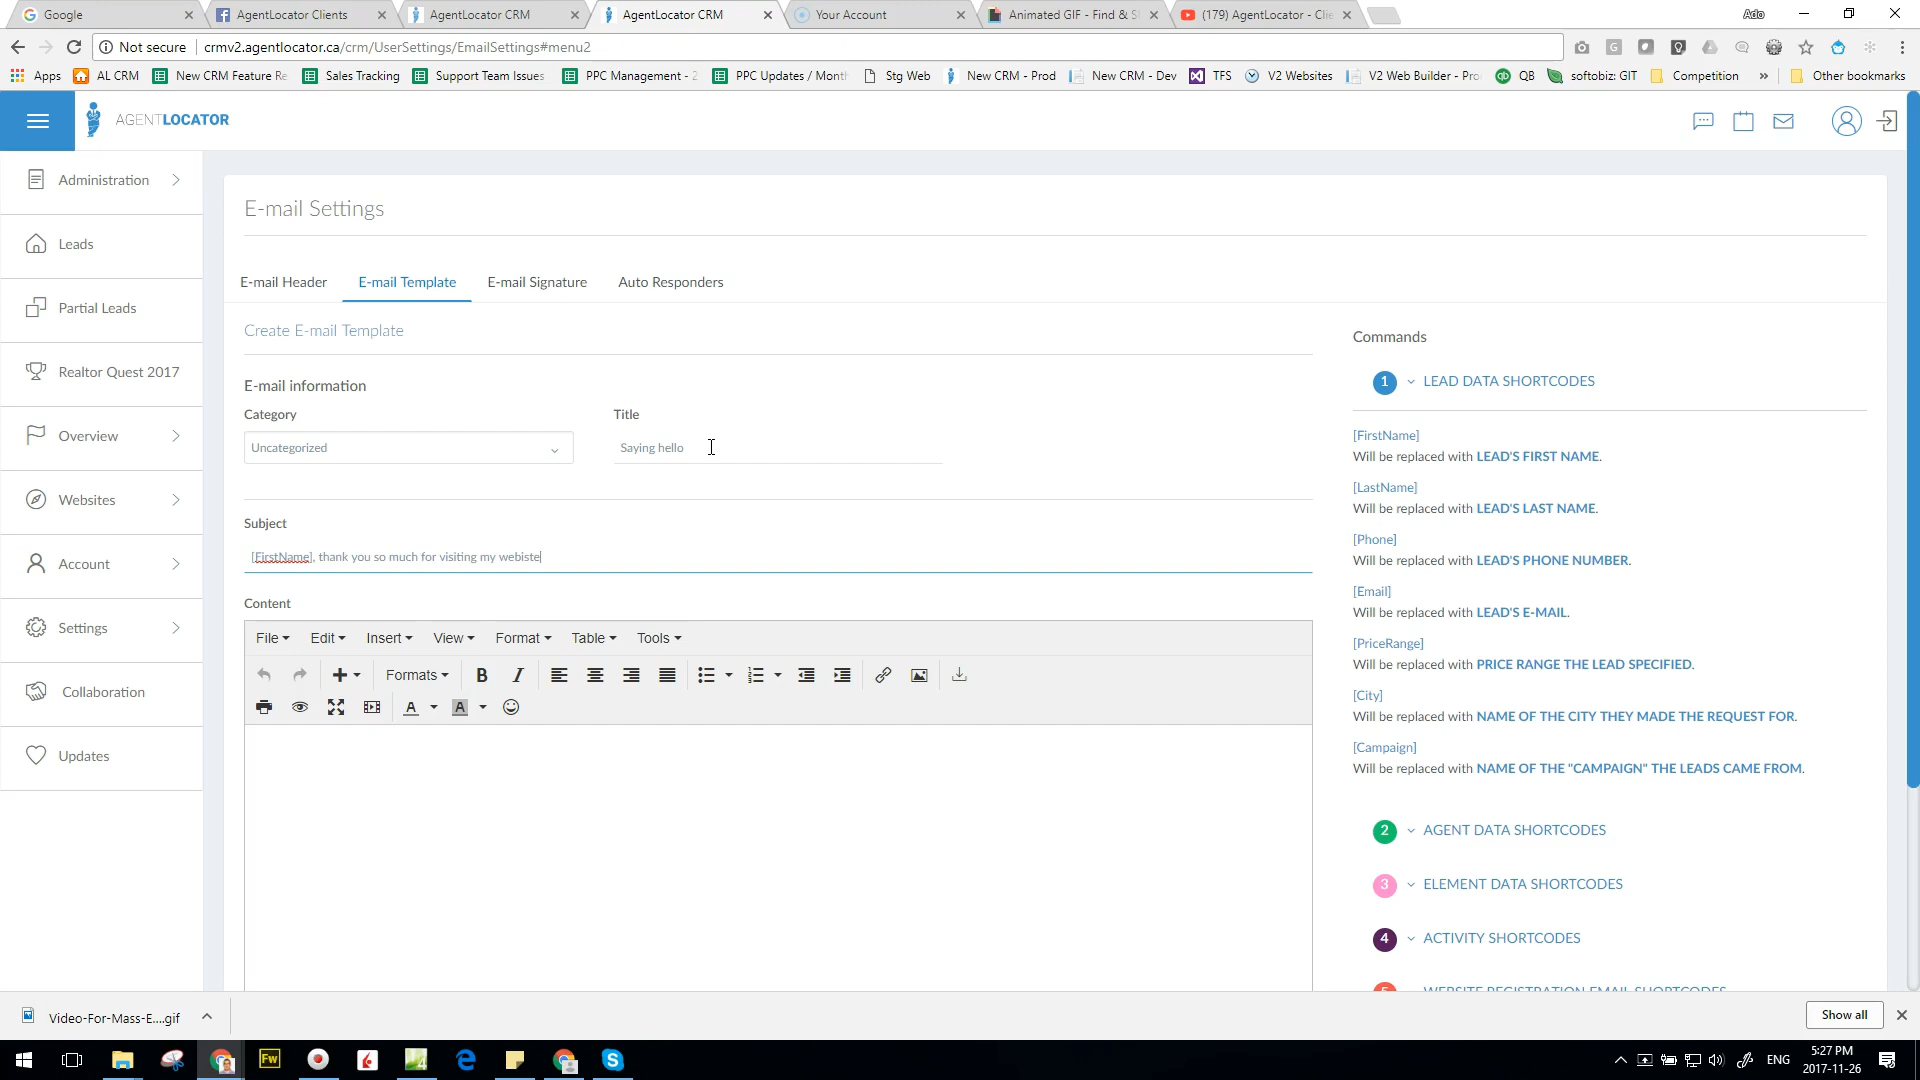 Google
AgentLocator Clients
AgentLocator CRM
AgentLocator CRM
Your Account
Animated GIF - Find & S
(179) AgentLocator - Clie
Ado
Not secure
crmv2.agentlocator.ca/crm/UserSettings/EmailSettings#menu2
Apps
AL CRM
New CRM Feature Re
Sales Tracking
Support Team Issues
PPC Management - 2
PPC Updates / Month
Stg Web
New CRM - Prod
New CRM - Dev
TFS
V2 Websites
V2 Web Builder - Pro
QB
softobiz: GIT
Competition
»
Other bookmarks
AGENTLOCATOR
Administration
Leads
Partial Leads
Realtor Quest 2017
Overview
Websites
Account
Settings
Collaboration
Updates
E-mail Settings
E-mail Header
E-mail Template
E-mail Signature
Auto Responders
Create E-mail Template
E-mail information
Category
Title
Uncategorized
Saying hello
Subject
[FirstName], thank you so much for visiting my webiste
Content
File
Edit
Insert
View
Format
Table
Tools
Formats
B
I
A
A
Commands
1
LEAD DATA SHORTCODES
[FirstName]
Will be replaced with LEAD'S FIRST NAME.
[LastName]
Will be replaced with LEAD'S LAST NAME.
[Phone]
Will be replaced with LEAD'S PHONE NUMBER.
[Email]
Will be replaced with LEAD'S E-MAIL.
[PriceRange]
Will be replaced with PRICE RANGE THE LEAD SPECIFIED.
[City]
Will be replaced with NAME OF THE CITY THEY MADE THE REQUEST FOR.
[Campaign]
Will be replaced with NAME OF THE "CAMPAIGN" THE LEADS CAME FROM.
2
AGENT DATA SHORTCODES
3
ELEMENT DATA SHORTCODES
4
ACTIVITY SHORTCODES
5
WEBSITE REGISTRATION EMAIL SHORTCODES
Video-For-Mass-E....gif
Show all
Fw
ENG
5:27 PM
2017-11-26